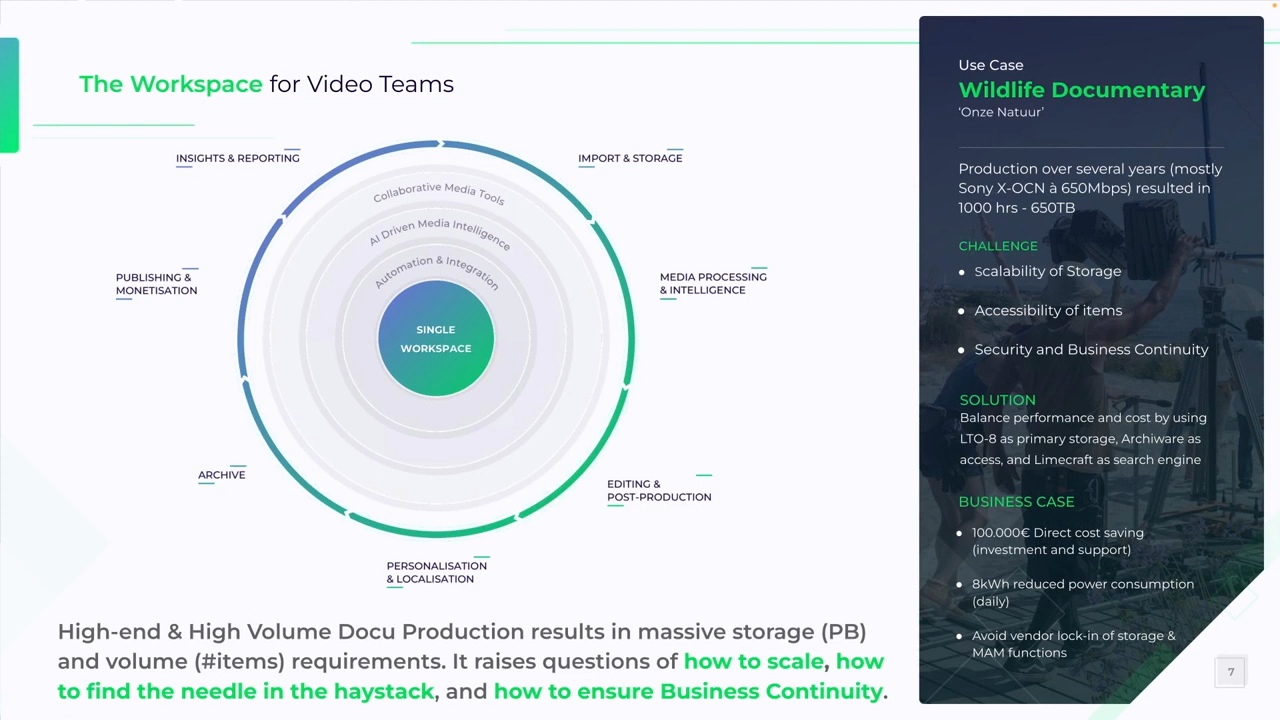 The Workspace for Video Teams
INSIGHTS & REPORTING
IMPORT & STORAGE
Collaborative Media Tools
AI Driven Media Intelligence
Automation & Integration
SINGLE
WORKSPACE
PUBLISHING &
MONETISATION
MEDIA PROCESSING
& INTELLIGENCE
ARCHIVE
EDITING &
POST-PRODUCTION
PERSONALISATION
& LOCALISATION
High-end & High Volume Docu Production results in massive storage (PB)
and volume (#items) requirements. It raises questions of how to scale, how
to find the needle in the haystack, and how to ensure Business Continuity.
Use Case
Wildlife Documentary
‘Onze Natuur’
Production over several years (mostly
Sony X-OCN à 650Mbps) resulted in
1000 hrs - 650TB
CHALLENGE
• Scalability of Storage
• Accessibility of items
• Security and Business Continuity
SOLUTION
Balance performance and cost by using
LTO-8 as primary storage, Archiware as
access, and Limecraft as search engine
BUSINESS CASE
• 100.000€ Direct cost saving
(investment and support)
• 8kWh reduced power consumption
(daily)
• Avoid vendor lock-in of storage &
MAM functions
7